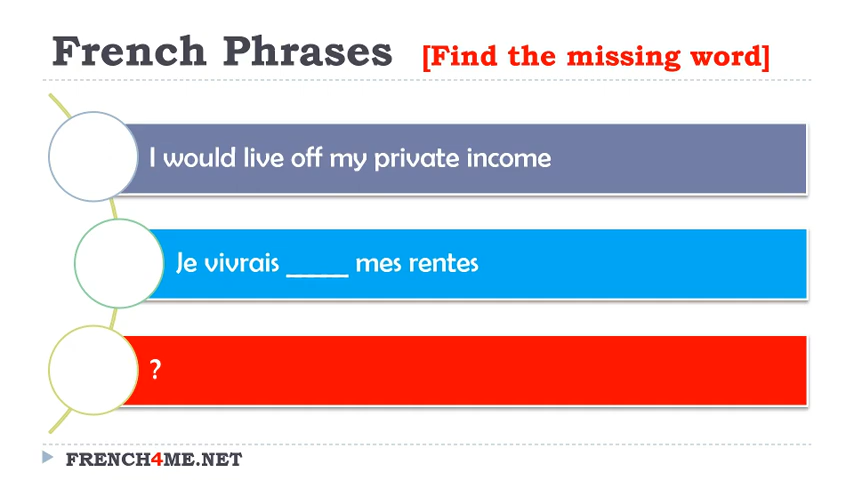 French Phrases [Find the missing word]
I would live off my private income
Je vivrais _____ mes rentes
?
FRENCH4ME.NET